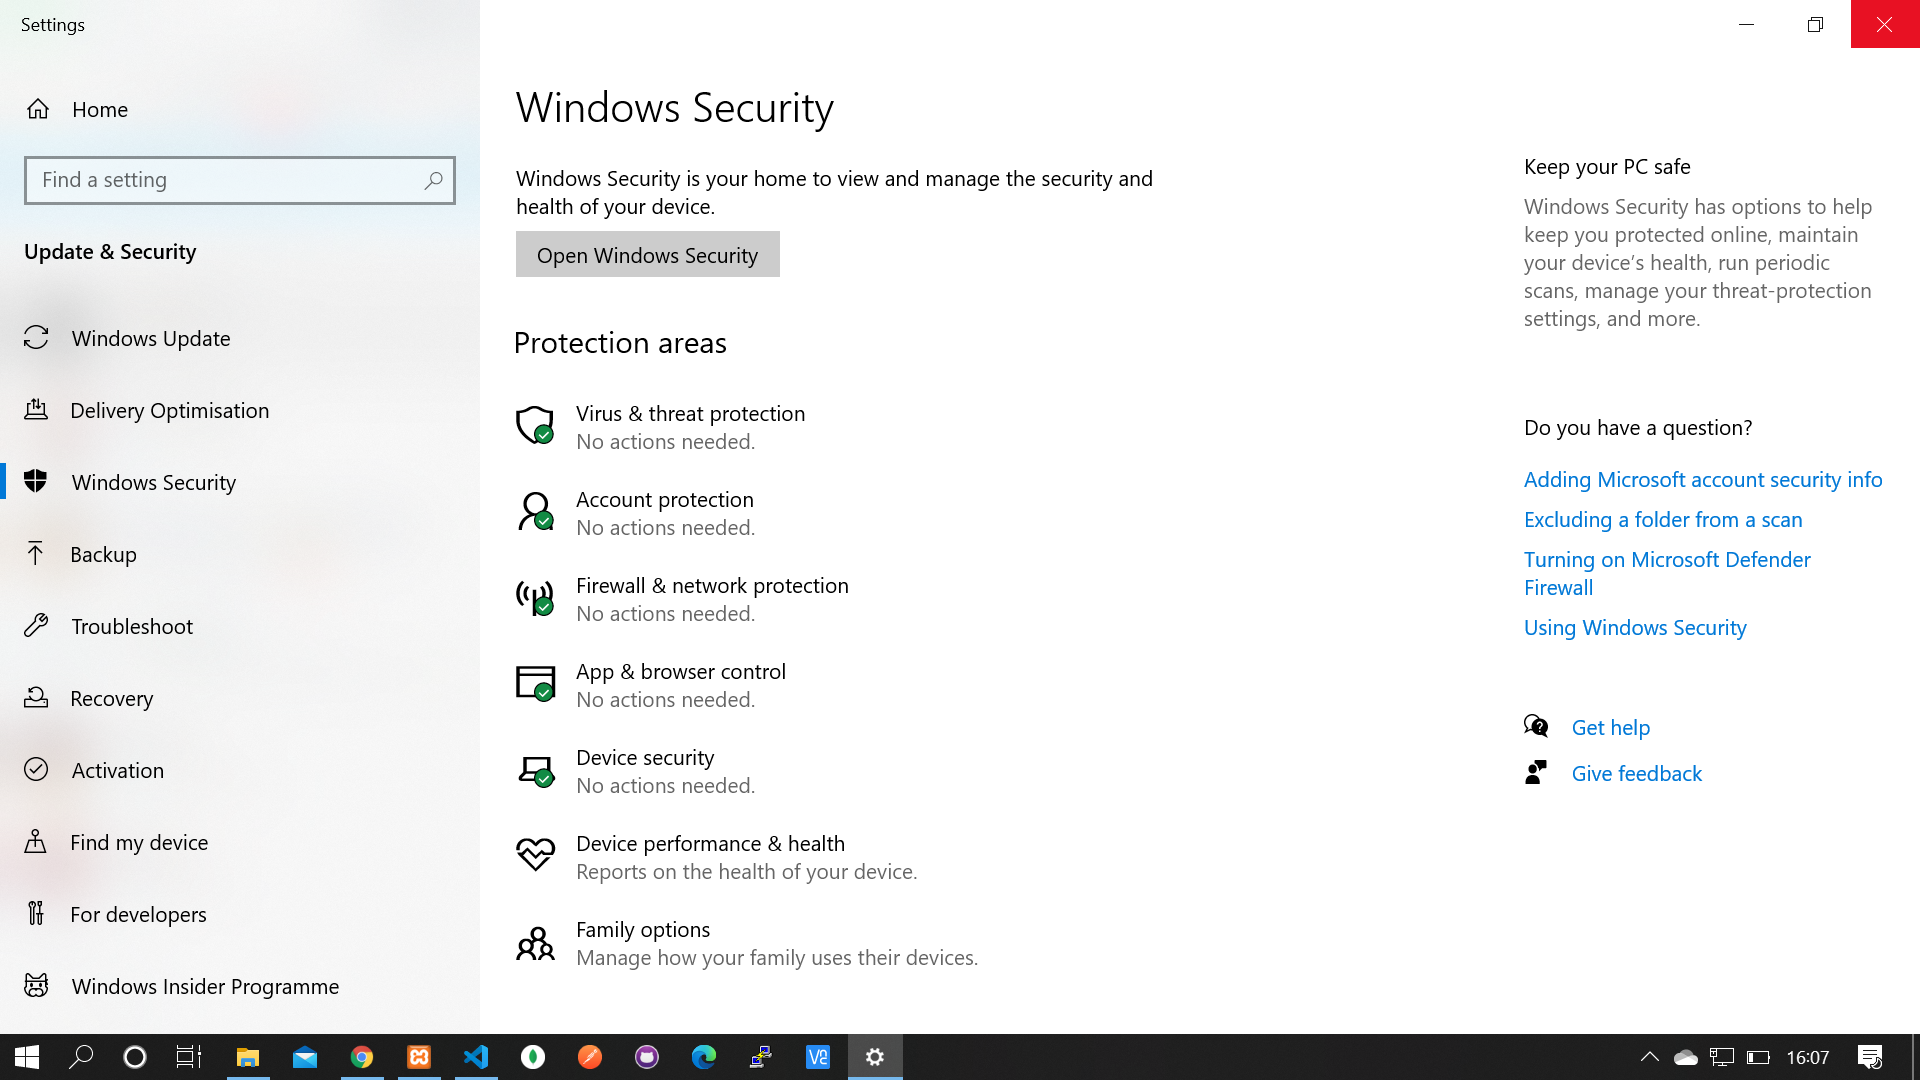 Settings
Home
Find a setting
Update & Security
Windows Update
Delivery Optimisation
Windows Security
Backup
Troubleshoot
Recovery
Activation
Find my device
For developers
Windows Insider Programme
Windows Security
Windows Security is your home to view and manage the security and
health of your device.
Open Windows Security
Protection areas
Virus & threat protection
No actions needed.
Account protection
No actions needed.
Firewall & network protection
No actions needed.
App & browser control
No actions needed.
Device security
No actions needed.
Device performance & health
Reports on the health of your device.
Family options
Manage how your family uses their devices.
Keep your PC safe
Windows Security has options to help
keep you protected online, maintain
your device’s health, run periodic
scans, manage your threat-protection
settings, and more.
Do you have a question?
Adding Microsoft account security info
Excluding a folder from a scan
Turning on Microsoft Defender
Firewall
Using Windows Security
Get help
Give feedback
16:07